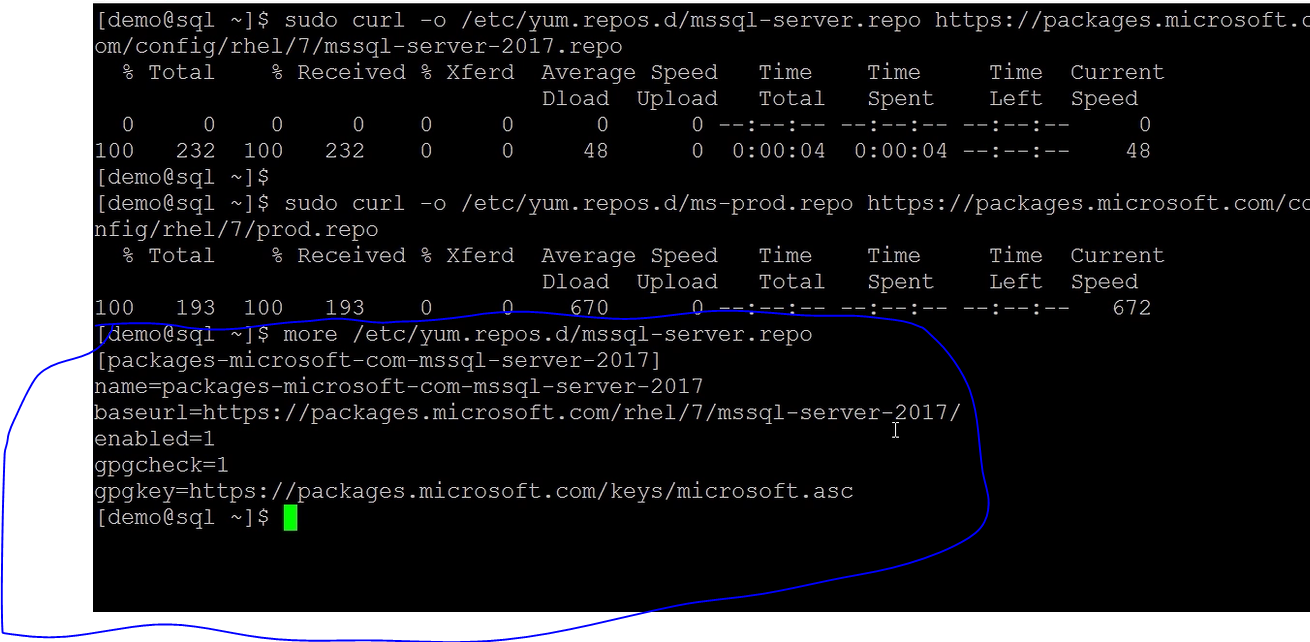 [demo@sql ~]$ sudo curl -o /etc/yum.repos.d/mssql-server.repo https://packages.microsoft.c
om/config/rhel/7/mssql-server-2017.repo
% Total % Received % Xferd Average Speed Time Time Time Current
Dload Upload Total Spent Left Speed
0 0 0 0 0 0 0 0 --:--:-- --:--:-- --:--:-- 0
100 232 100 232 0 0 48 0 0:00:04 0:00:04 --:--:-- 48
[demo@sql ~]$
[demo@sql ~]$ sudo curl -o /etc/yum.repos.d/ms-prod.repo https://packages.microsoft.com/co
nfig/rhel/7/prod.repo
% Total % Received % Xferd Average Speed Time Time Time Current
Dload Upload Total Spent Left Speed
100 193 100 193 0 0 670 0 --:--:-- --:--:-- --:--:-- 672
[demo@sql ~]$ more /etc/yum.repos.d/mssql-server.repo
[packages-microsoft-com-mssql-server-2017]
name=packages-microsoft-com-mssql-server-2017
baseurl=https://packages.microsoft.com/rhel/7/mssql-server-2017/
enabled=1
gpgcheck=1
gpgkey=https://packages.microsoft.com/keys/microsoft.asc
[demo@sql ~]$